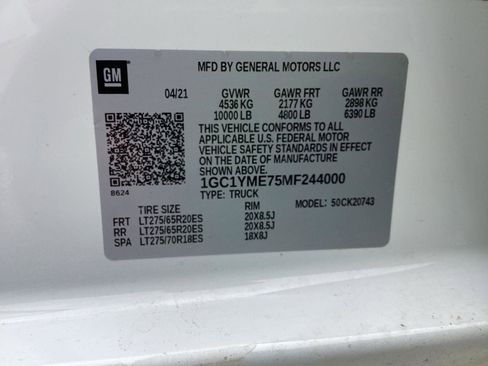 GM
MFD BY GENERAL MOTORS LLC
04/21 GVWR GAWR FRT GAWR RR
4536 KG 2177 KG 2898 KG
10000 LB 4800 LB 6390 LB
THIS VEHICLE CONFORMS TO ALL
APPLICABLE U.S. FEDERAL MOTOR
VEHICLE SAFETY STANDARDS IN EFFECT
ON THE DATE OF MANUFACTURE SHOWN ABOVE.
1GC1YME75MF244000
8624 TYPE: TRUCK
MODEL: 50CK20743
TIRE SIZE RIM
FRT LT275/65R20ES 20X8.5J
RR LT275/65R20ES 20X8.5J
SPA LT275/70R18ES 18X8J